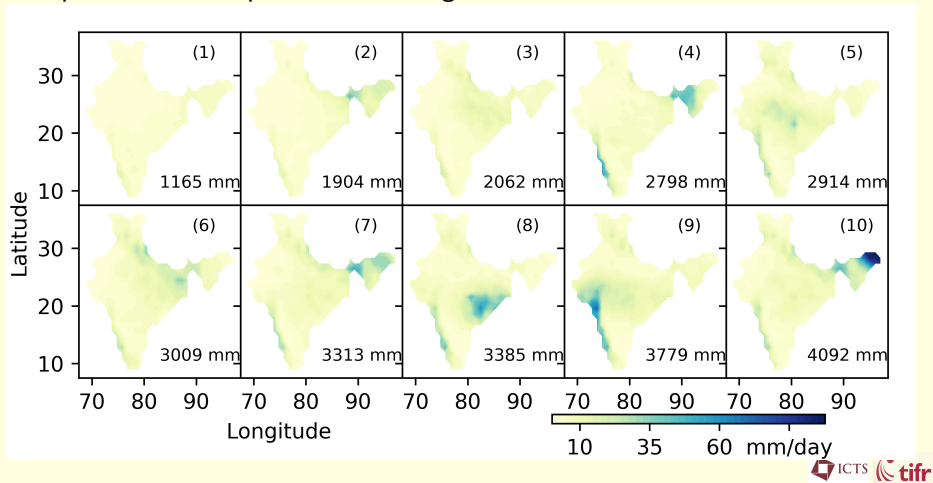 (1) (2) (3) (4) (5)
30
20
10
1165 mm 1904 mm 2062 mm 2798 mm 2914 mm
Latitude
(6) (7) (8) (9) (10)
30
20
10
3009 mm 3313 mm 3385 mm 3779 mm 4092 mm
70 80 90 70 80 90 70 80 90 70 80 90 70 80 90
Longitude
10 35 60 mm/day
ICTS tifr